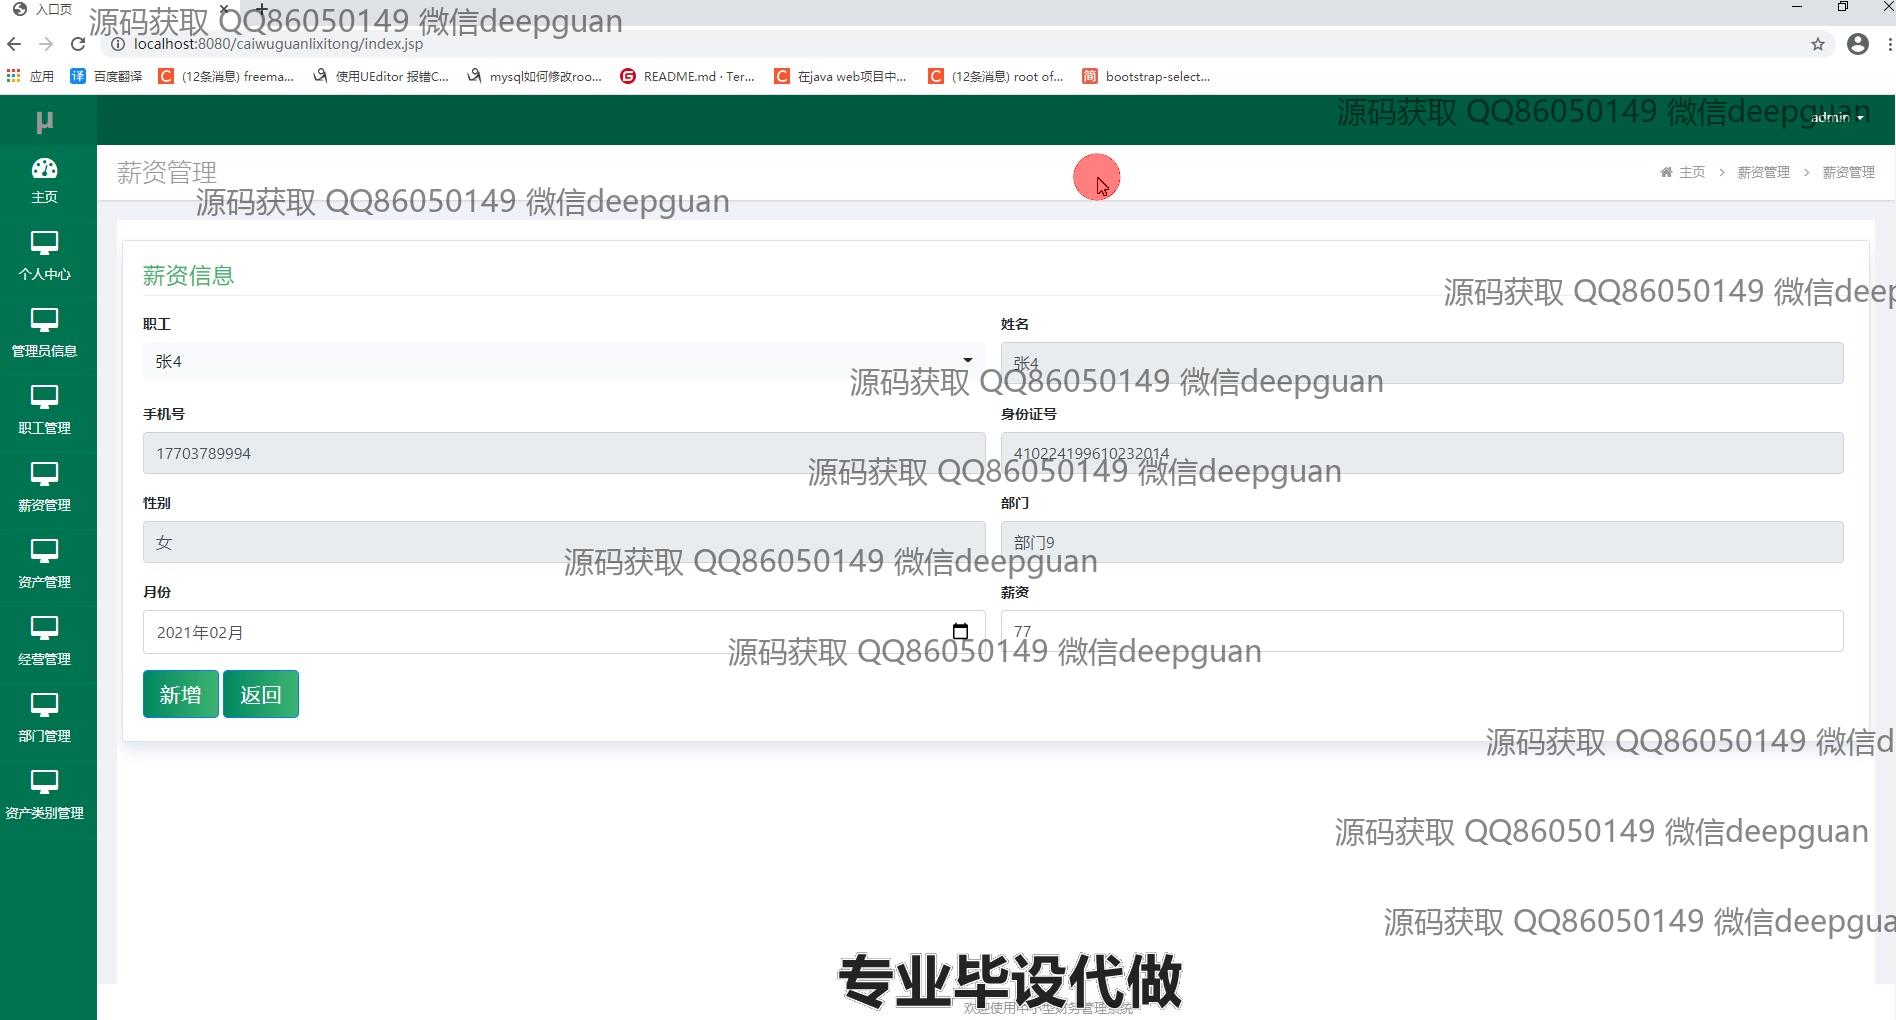 入口页
源码获取 QQ86050149 微信deepguan
localhost:8080/caiwuguanlixitong/index.jsp
应用
译 百度翻译
C (12条消息) freema...
使用UEditor 报错C...
mysql如何修改roo...
G README.md · Ter...
C 在java web项目中...
C (12条消息) root of...
简 bootstrap-select...
μ
源码获取 QQ86050149 微信deepguan
admin
薪资管理
主页 > 薪资管理 > 薪资管理
源码获取 QQ86050149 微信deepguan
主页
个人中心
管理员信息
职工管理
薪资管理
资产管理
经营管理
部门管理
资产类别管理
薪资信息
源码获取 QQ86050149 微信deep
职工
姓名
张4
张4
源码获取 QQ86050149 微信deepguan
手机号
身份证号
17703789994
410224199610232014
源码获取 QQ86050149 微信deepguan
性别
部门
女
部门9
源码获取 QQ86050149 微信deepguan
月份
薪资
2021年02月
77
源码获取 QQ86050149 微信deepguan
新增
返回
源码获取 QQ86050149 微信d
源码获取 QQ86050149 微信deepguan
源码获取 QQ86050149 微信deepgua
专业毕设代做
欢迎使用中小型财务管理系统